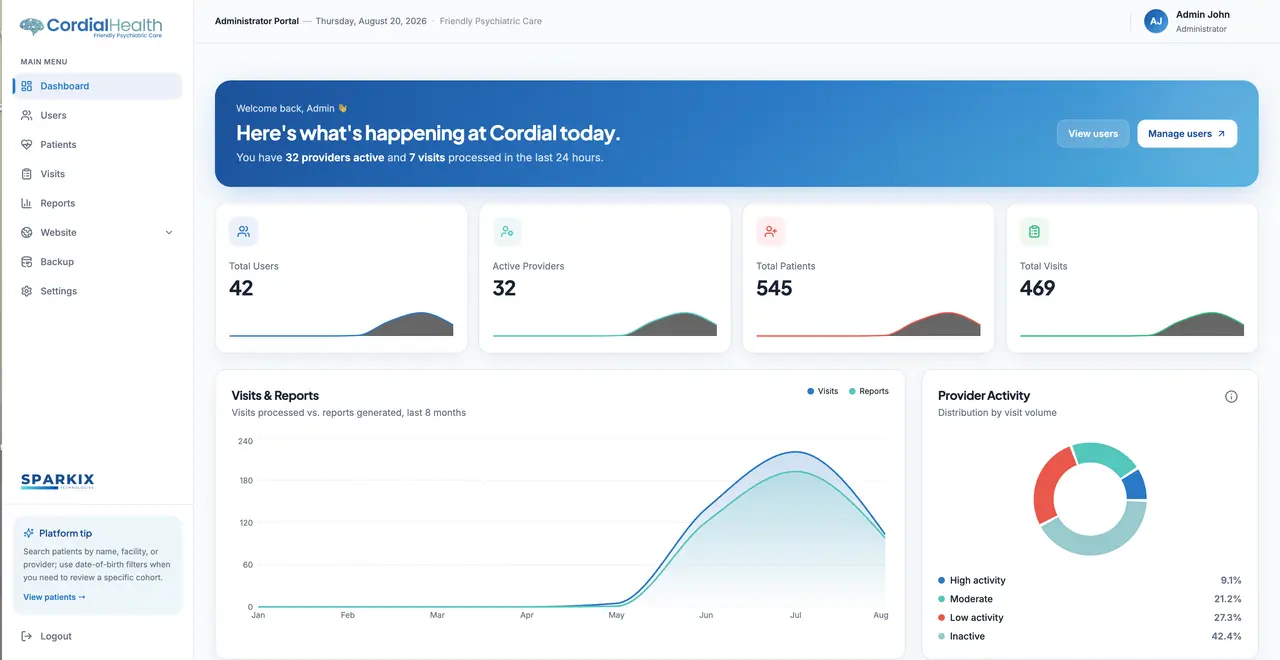 CordialHealth
Friendly Psychiatric Care
MAIN MENU
Dashboard
Users
Patients
Visits
Reports
Website
Backup
Settings
SPARKIX
TECHNOLOGIES
Platform tip
Search patients by name, facility, or
provider; use date-of-birth filters when
you need to review a specific cohort.
View patients →
Logout
Administrator Portal — Thursday, August 20, 2026 · Friendly Psychiatric Care
AJ
Admin John
Administrator
Welcome back, Admin 👋
Here's what's happening at Cordial today.
You have 32 providers active and 7 visits processed in the last 24 hours.
View users
Manage users
Total Users
42
Active Providers
32
Total Patients
545
Total Visits
469
Visits & Reports
Visits processed vs. reports generated, last 8 months
Visits Reports
240
180
120
60
0
Jan Feb Mar Apr May Jun Jul Aug
Provider Activity
Distribution by visit volume
High activity 9.1%
Moderate 21.2%
Low activity 27.3%
Inactive 42.4%